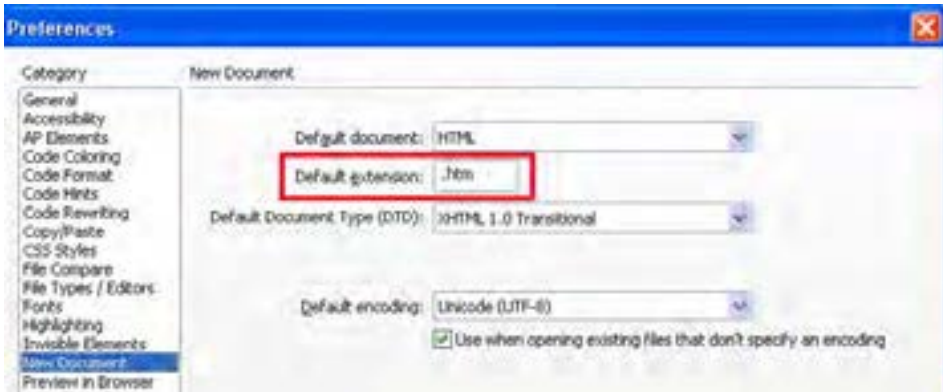 Preferences
Category
New Document
General
Accessibility
AP Elements
Code Coloring
Code Format
Code Hints
Code Rewriting
Copy/Paste
CSS Styles
File Compare
File Types / Editors
Fonts
Highlighting
Invisible Elements
New Document
Preview in Browser
Default document: HTML
Default extension: .htm
Default Document Type (DTD): XHTML 1.0 Transitional
Default encoding: Unicode (UTF-8)
Use when opening existing files that don't specify an encoding